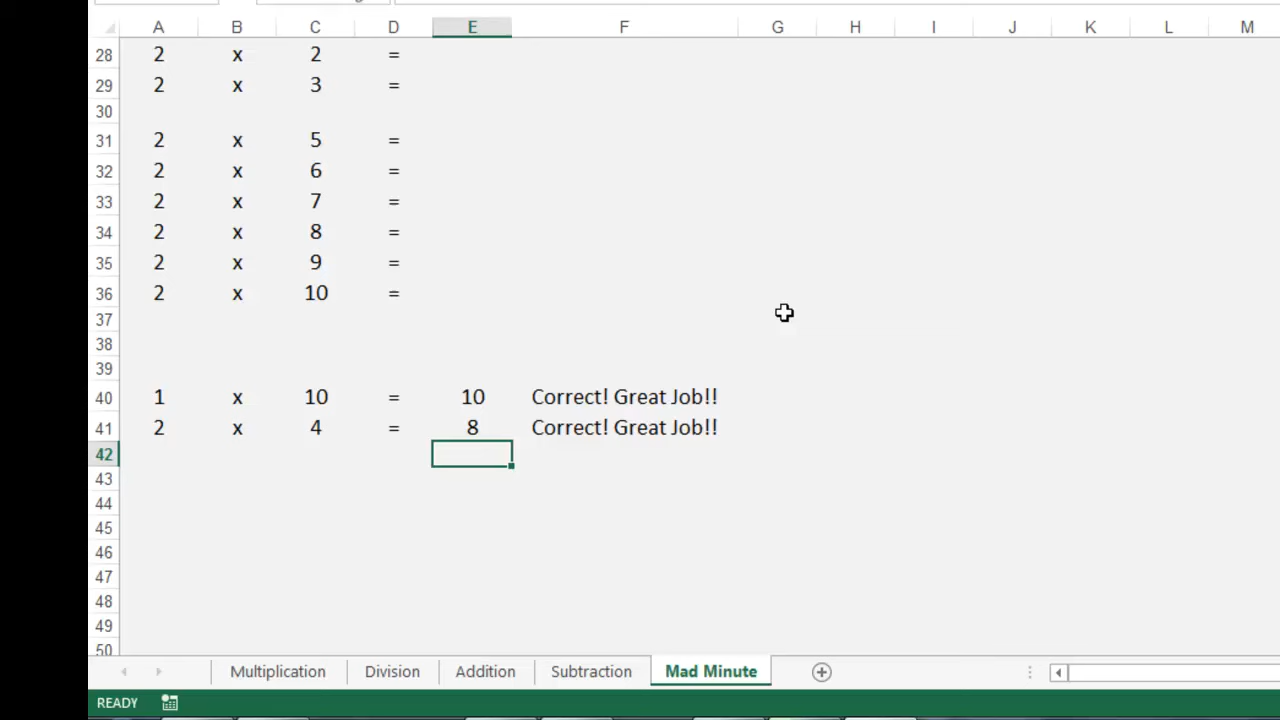 A B C D E F G H I J K L M
28 2 x 2 =
29 2 x 3 =
30
31 2 x 5 =
32 2 x 6 =
33 2 x 7 =
34 2 x 8 =
35 2 x 9 =
36 2 x 10 =
37
38
39
40 1 x 10 = 10 Correct! Great Job!!
41 2 x 4 = 8 Correct! Great Job!!
42
43
44
45
46
47
48
49
50
Multiplication Division Addition Subtraction Mad Minute
READY